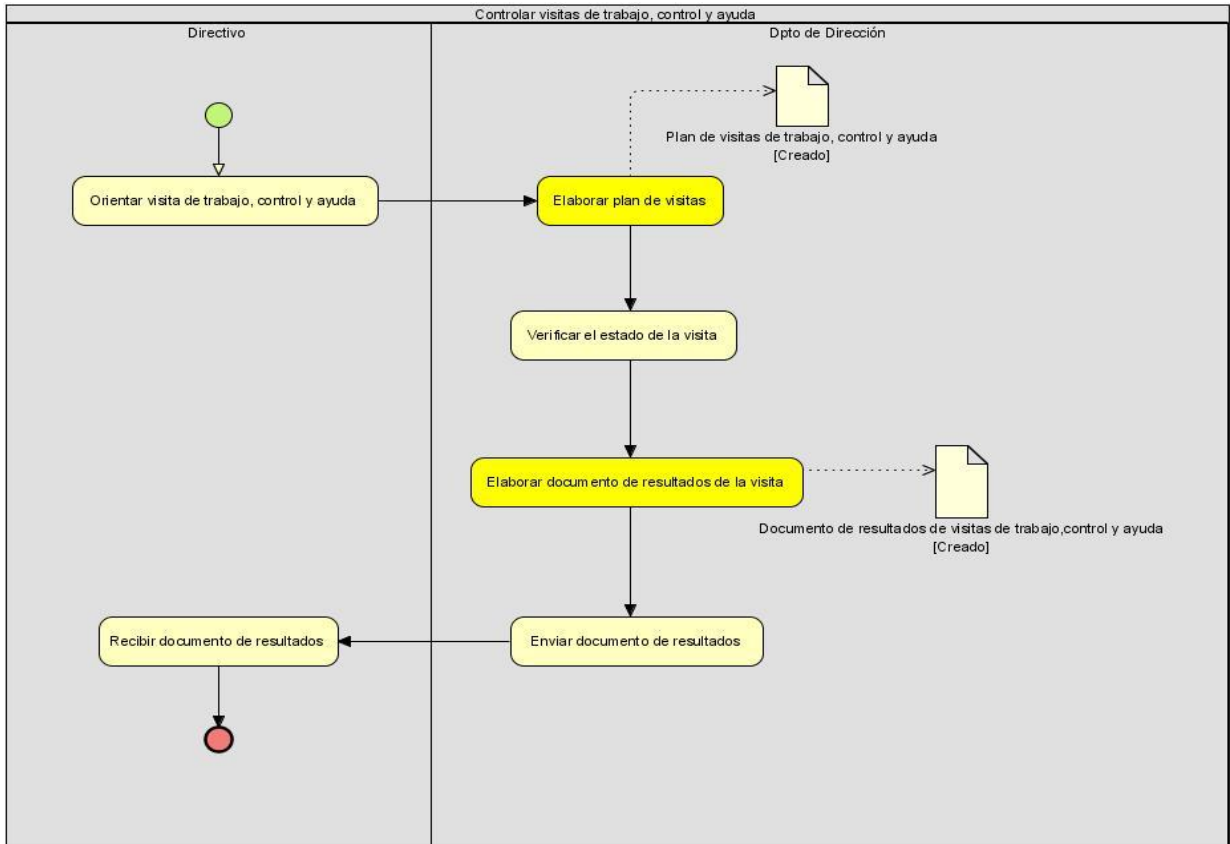 Controlar visitas de trabajo, control y ayuda
Directivo
Dpto de Dirección
Plan de visitas de trabajo, control y ayuda
[Creado]
Orientar visita de trabajo, control y ayuda
Elaborar plan de visitas
Verificar el estado de la visita
Elaborar documento de resultados de la visita
Documento de resultados de visitas de trabajo,control y ayuda
[Creado]
Recibir documento de resultados
Enviar documento de resultados